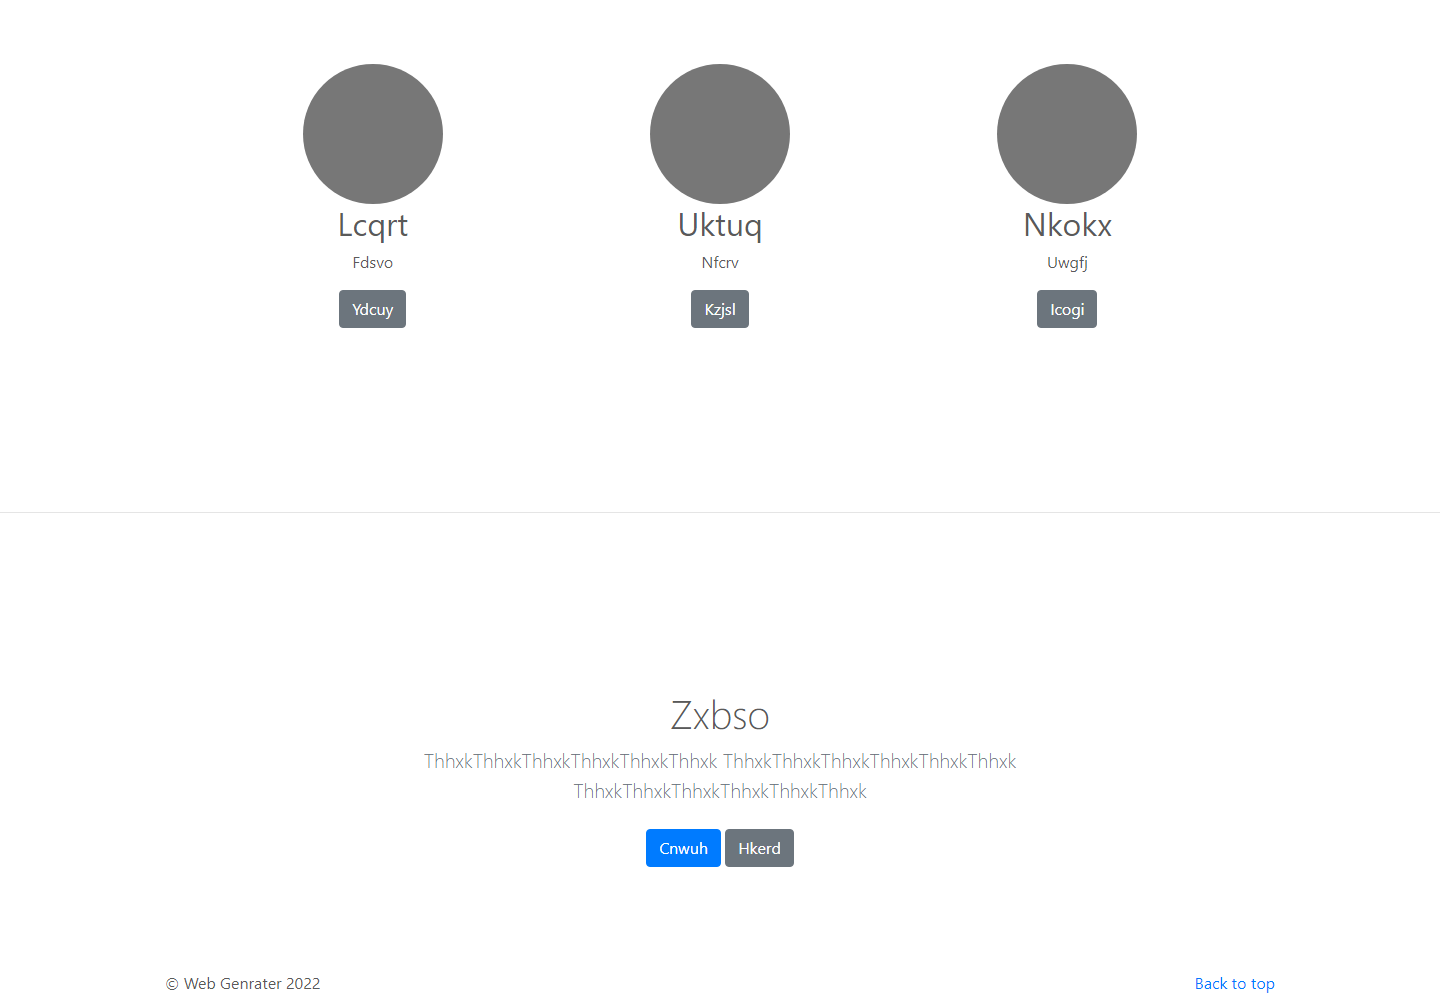 Lcqrt
Uktuq
Nkokx
Fdsvo
Nfcrv
Uwgfj
Ydcuy
Kzjsl
Icogi
Zxbso
ThhxkThhxkThhxkThhxkThhxkThhxk ThhxkThhxkThhxkThhxkThhxkThhxk
ThhxkThhxkThhxkThhxkThhxkThhxk
Cnwuh
Hkerd
© Web Genrater 2022
Back to top